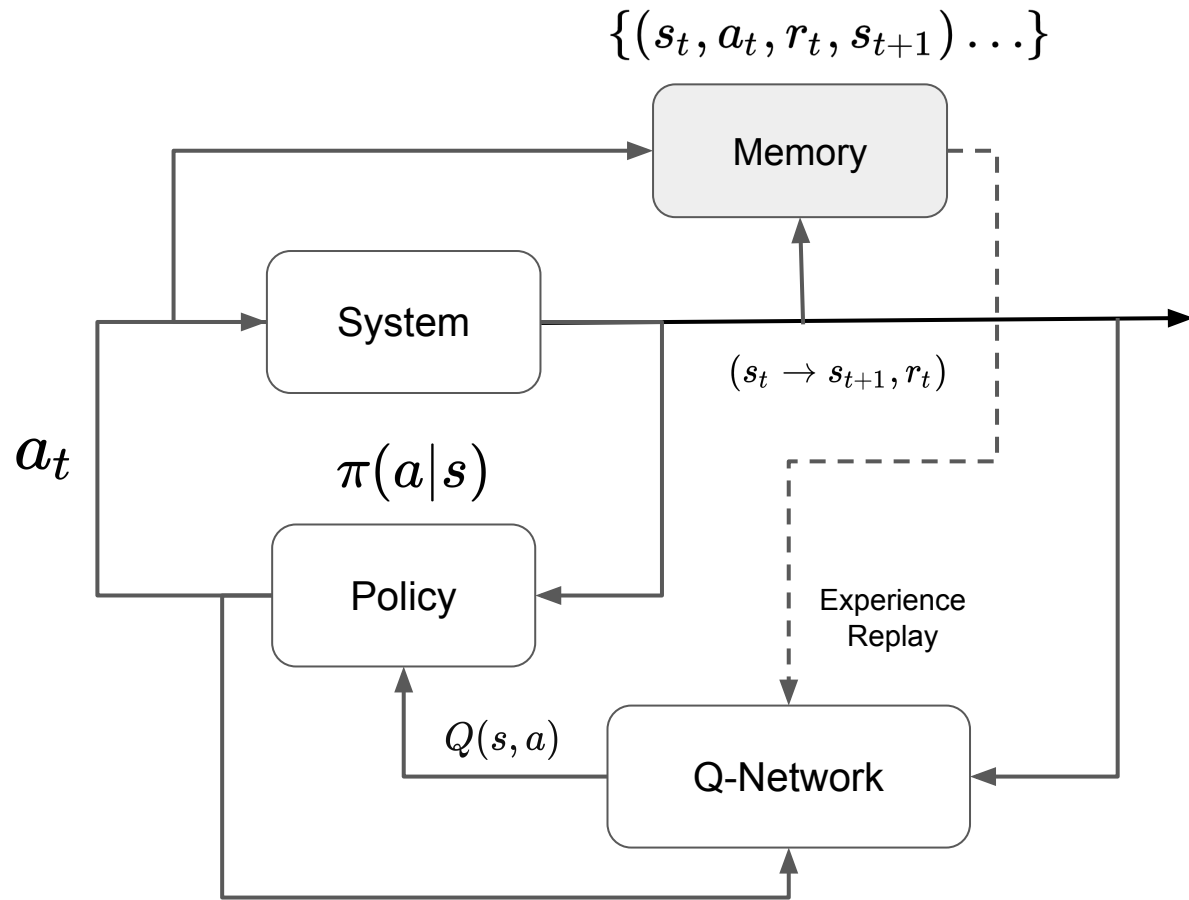 {(s_t, a_t, r_t, s_{t+1}) ...}
Memory
System
(s_t → s_{t+1}, r_t)
a_t
π(a|s)
Policy
Experience
Replay
Q(s, a)
Q-Network